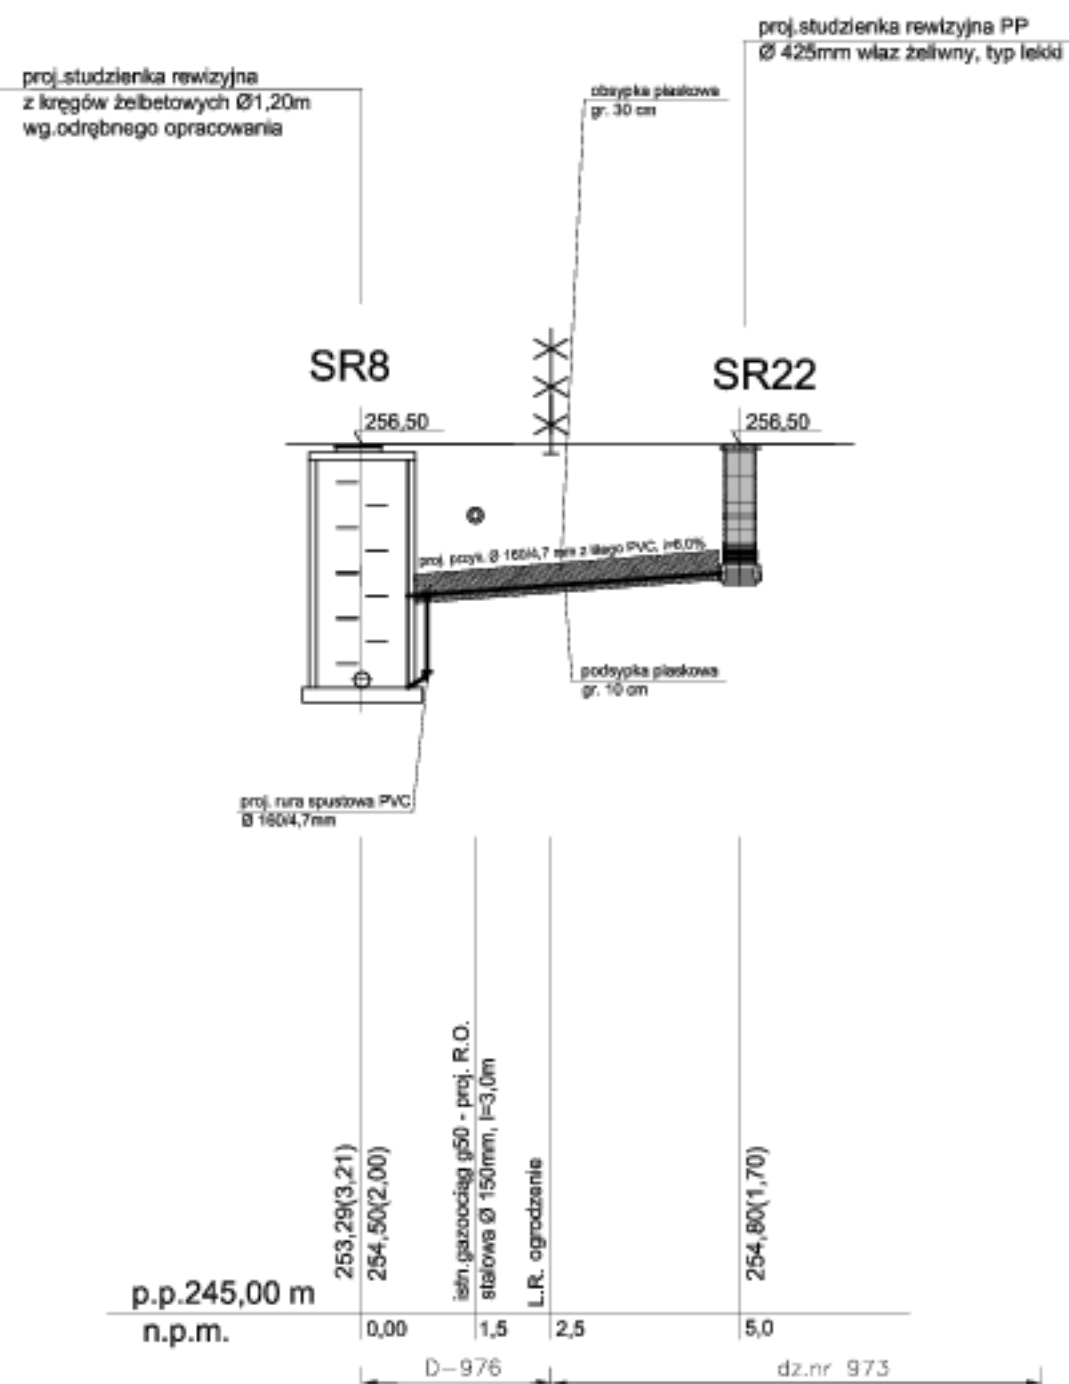 proj.studzienka rewizyjna PP
Ø 425mm właz żeliwny, typ lekki
proj.studzienka rewizyjna
z kręgów żelbetowych Ø1,20m
wg.odrębnego opracowania
obsypka piaskowa
gr. 30 cm
SR8
SR22
256,50
256,50
proj. przyk. Ø 160/4,7 mm z litego PVC, i=6,0%
podsypka piaskowa
gr. 10 cm
proj. rura spustowa PVC
Ø 160/4,7mm
253,29(3,21)
254,50(2,00)
istn.gazociąg g50 - proj. R.O.
stalowa Ø 150mm, l=3,0m
L.R. ogrodzenie
254,80(1,70)
p.p.245,00 m
n.p.m.
0,00
1,5
2,5
5,0
D-976
dz.nr 973